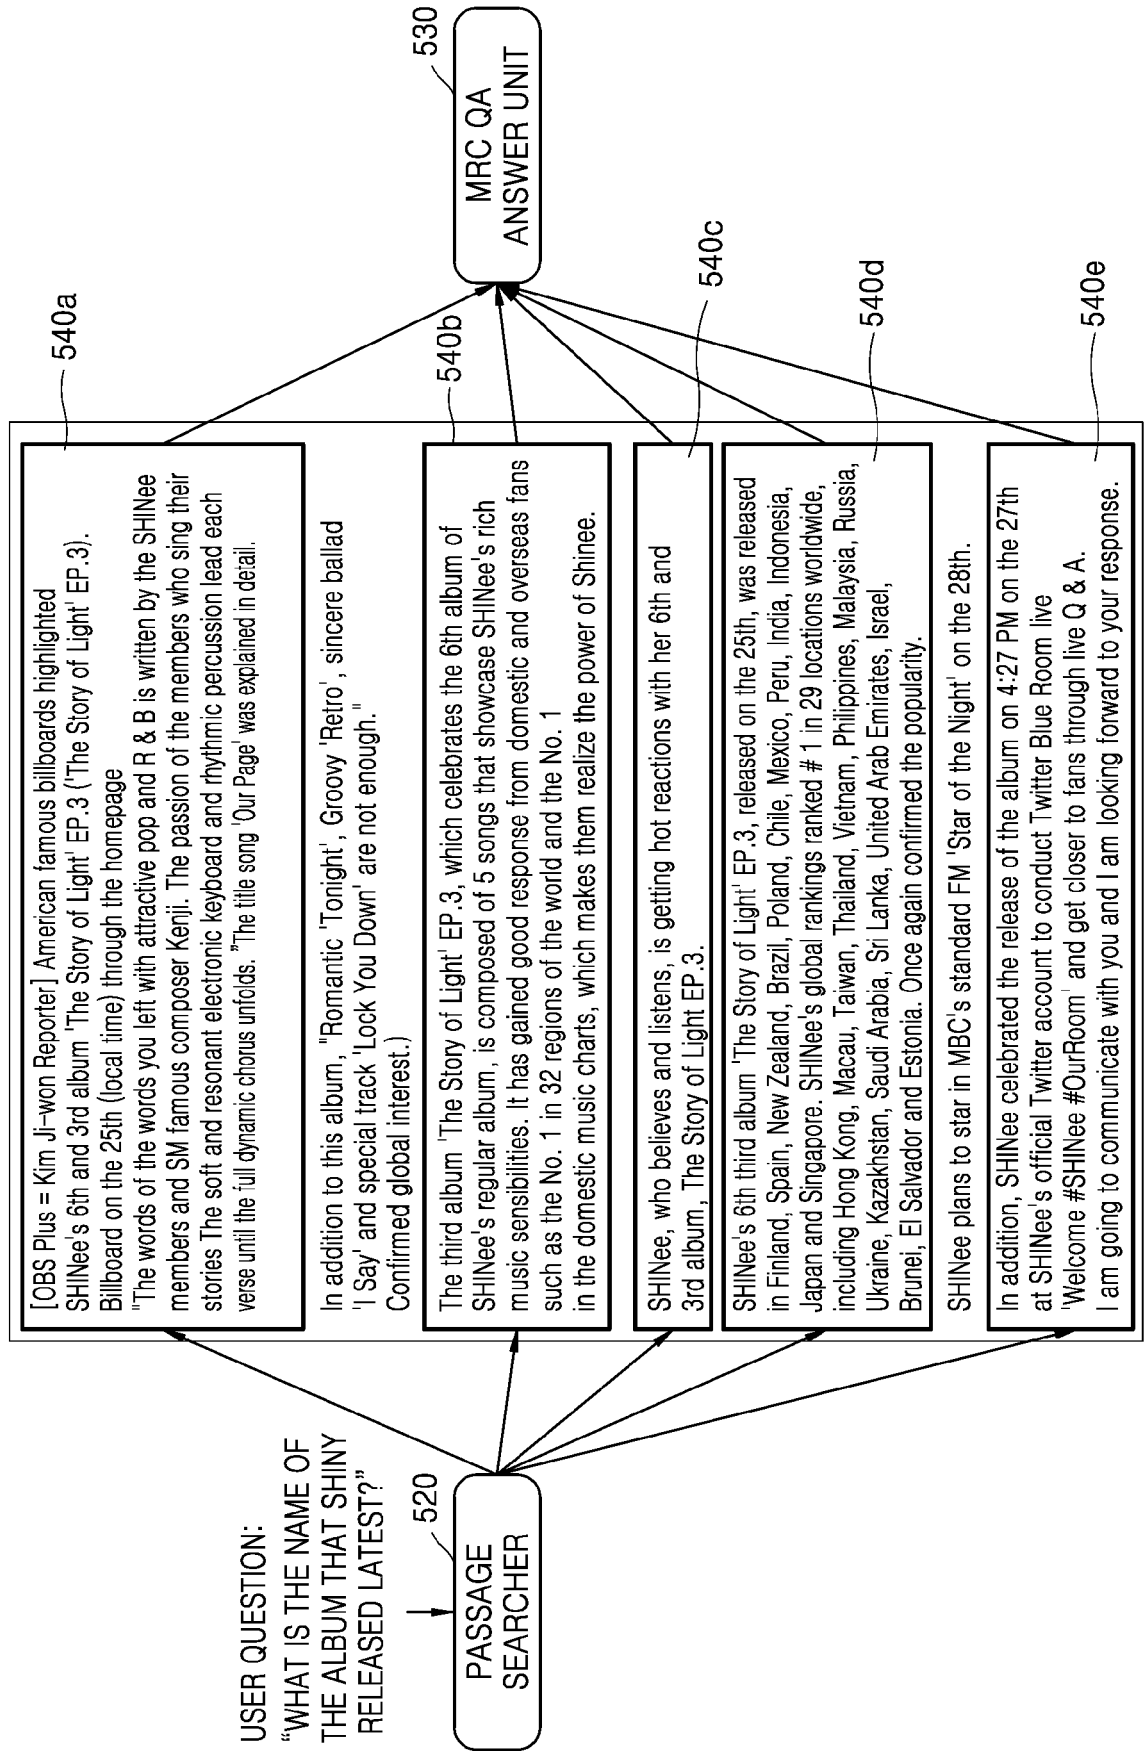 USER QUESTION:
“WHAT IS THE NAME OF
THE ALBUM THAT SHINY
RELEASED LATEST?”
520
PASSAGE
SEARCHER
540a
[OBS Plus = Kim Ji-won Reporter] American famous billboards highlighted
SHINee's 6th and 3rd album 'The Story of Light' EP.3 ('The Story of Light' EP.3).
Billboard on the 25th (local time) through the homepage
"The words of the words you left with attractive pop and R & B is written by the SHINee
members and SM famous composer Kenji. The passion of the members who sing their
stories The soft and resonant electronic keyboard and rhythmic percussion lead each
verse until the full dynamic chorus unfolds. "The title song 'Our Page' was explained in detail.
In addition to this album, "Romantic 'Tonight', Groovy 'Retro', sincere ballad
'I Say' and special track 'Lock You Down' are not enough."
Confirmed global interest.)
540b
The third album 'The Story of Light' EP.3, which celebrates the 6th album of
SHINee's regular album, is composed of 5 songs that showcase SHINee's rich
music sensibilities. It has gained good response from domestic and overseas fans
such as the No. 1 in 32 regions of the world and the No. 1
in the domestic music charts, which makes them realize the power of Shinee.
540c
SHINee, who believes and listens, is getting hot reactions with her 6th and
3rd album, The Story of Light EP.3.
540d
SHINee's 6th third album 'The Story of Light' EP.3, released on the 25th, was released
in Finland, Spain, New Zealand, Brazil, Poland, Chile, Mexico, Peru, India, Indonesia,
Japan and Singapore. SHINee's global rankings ranked # 1 in 29 locations worldwide,
including Hong Kong, Macau, Taiwan, Thailand, Vietnam, Philippines, Malaysia, Russia,
Ukraine, Kazakhstan, Saudi Arabia, Sri Lanka, United Arab Emirates, Israel,
Brunei, El Salvador and Estonia. Once again confirmed the popularity.
SHINee plans to star in MBC's standard FM 'Star of the Night' on the 28th.
540e
In addition, SHINee celebrated the release of the album on 4:27 PM on the 27th
at SHINee's official Twitter account to conduct Twitter Blue Room live
'Welcome #SHINee #OurRoom' and get closer to fans through live Q & A.
I am going to communicate with you and I am looking forward to your response.
530
MRC QA
ANSWER UNIT